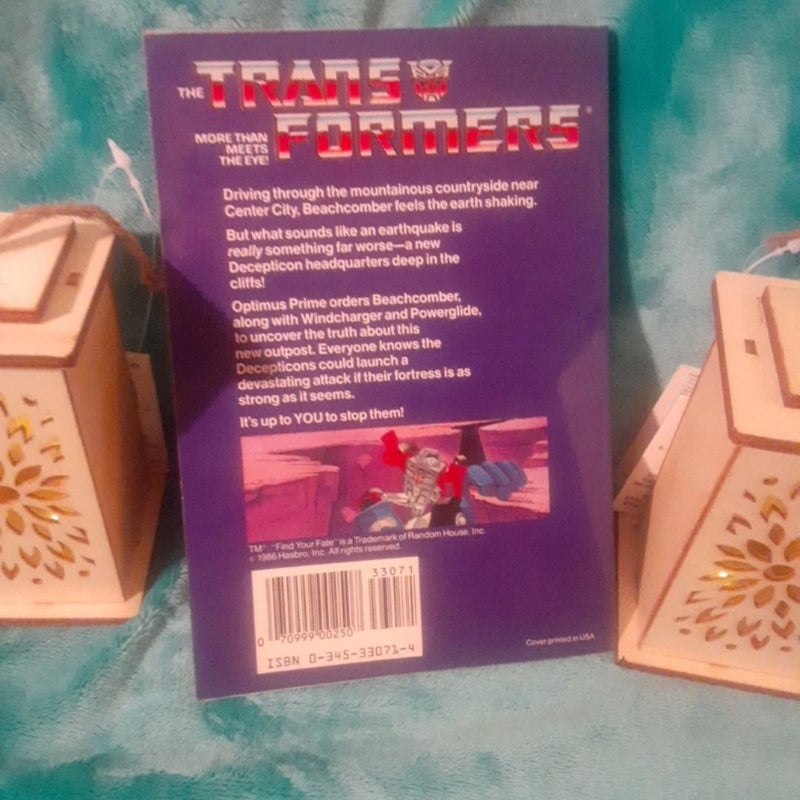 THE TRANS
FORMERS®
MORE THAN
MEETS
THE EYE!
Driving through the mountainous countryside near
Center City, Beachcomber feels the earth shaking.
But what sounds like an earthquake is
really something far worse—a new
Decepticon headquarters deep in the
cliffs!
Optimus Prime orders Beachcomber,
along with Windcharger and Powerglide,
to uncover the truth about this
new outpost. Everyone knows the
Decepticons could launch a
devastating attack if their fortress is as
strong as it seems.
It's up to YOU to stop them!
TM "Find Your Fate" is a Trademark of Random House, Inc.
© 1986 Hasbro, Inc. All rights reserved.
33071
0 70999 00250
ISBN 0-345-33071-4
Cover printed in USA